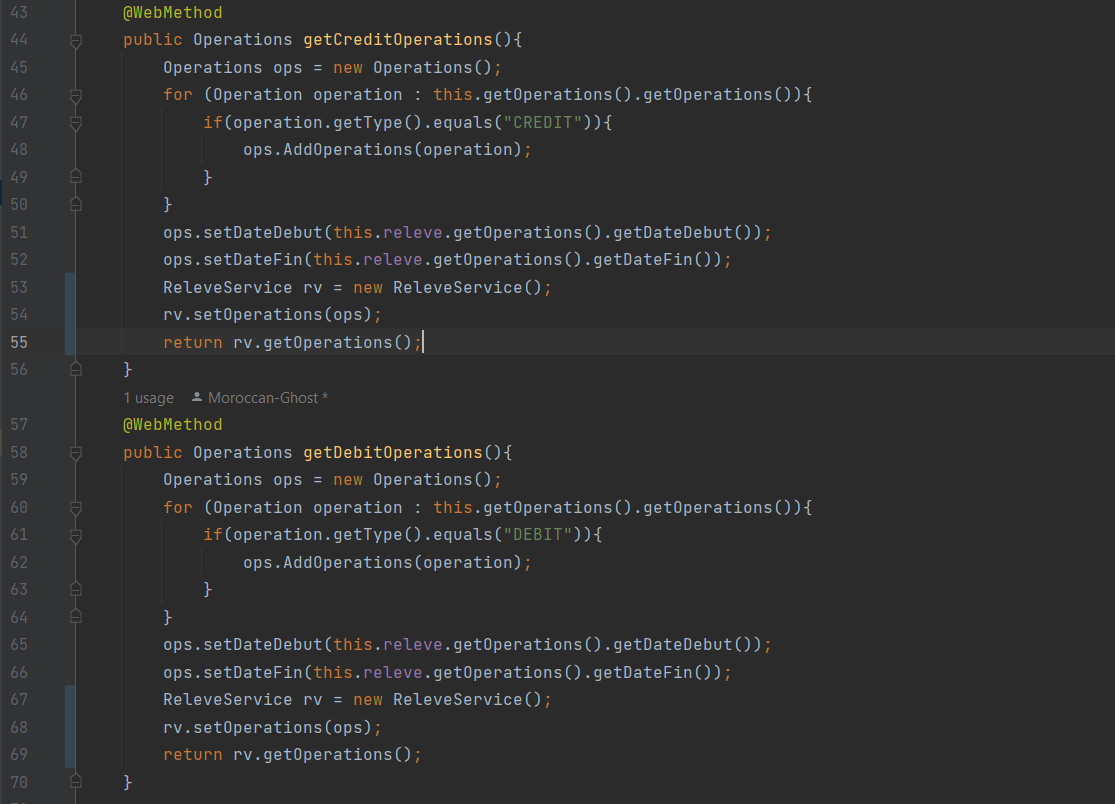 43 @WebMethod
44 public Operations getCreditOperations(){
45 Operations ops = new Operations();
46 for (Operation operation : this.getOperations().getOperations()){
47 if(operation.getType().equals("CREDIT")){
48 ops.AddOperations(operation);
49 }
50 }
51 ops.setDateDebut(this.releve.getOperations().getDateDebut());
52 ops.setDateFin(this.releve.getOperations().getDateFin());
53 ReleveService rv = new ReleveService();
54 rv.setOperations(ops);
55 return rv.getOperations();
56 }
1 usage Moroccan-Ghost *
57 @WebMethod
58 public Operations getDebitOperations(){
59 Operations ops = new Operations();
60 for (Operation operation : this.getOperations().getOperations()){
61 if(operation.getType().equals("DEBIT")){
62 ops.AddOperations(operation);
63 }
64 }
65 ops.setDateDebut(this.releve.getOperations().getDateDebut());
66 ops.setDateFin(this.releve.getOperations().getDateFin());
67 ReleveService rv = new ReleveService();
68 rv.setOperations(ops);
69 return rv.getOperations();
70 }